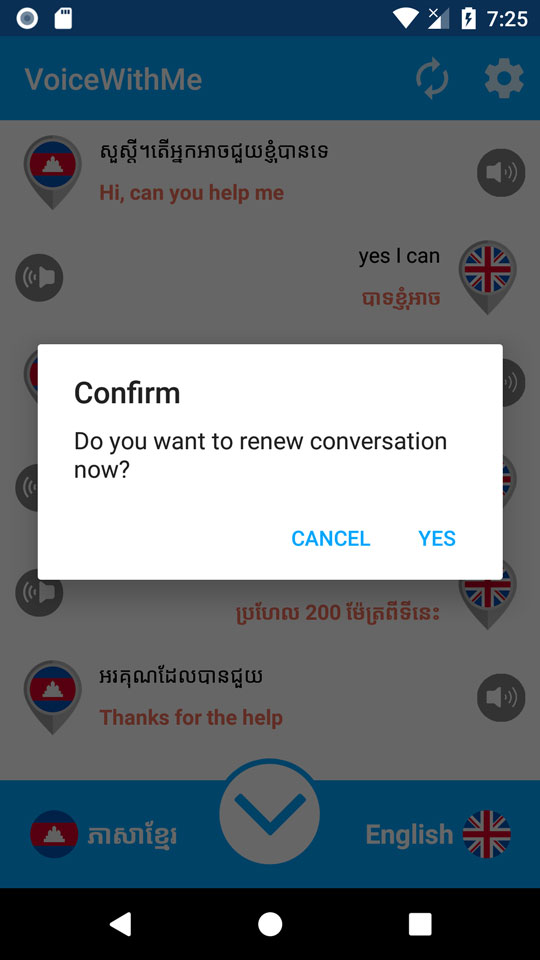 7:25
VoiceWithMe
សួស្តី។តើអ្នកអាចជួយខ្ញុំបានទេ
Hi, can you help me
yes I can
បាទខ្ញុំអាច
Confirm
Do you want to renew conversation
now?
CANCEL YES
ប្រហែល 200 ម៉ែត្រពីទីនេះ
អរគុណដែលបានជួយ
Thanks for the help
ភាសាខ្មែរ English